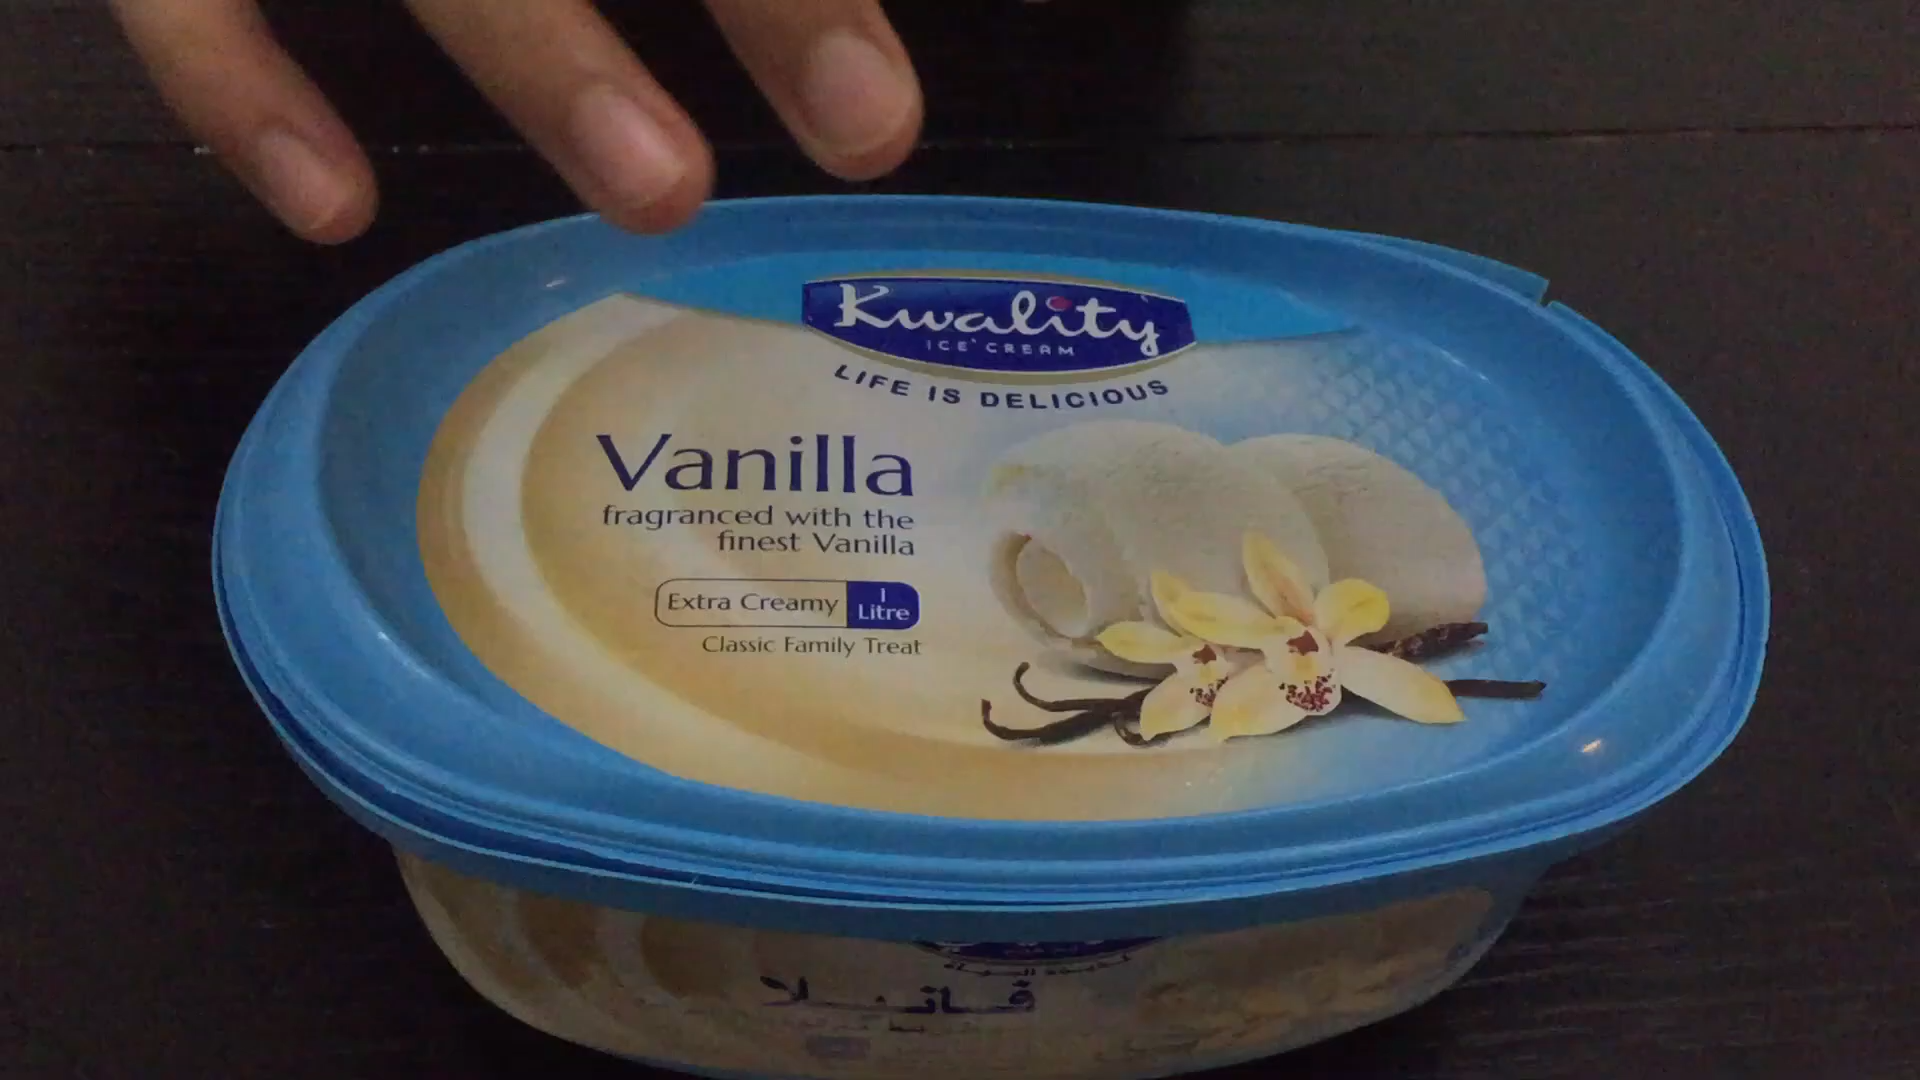 Kwality
ICE CREAM
LIFE IS DELICIOUS
Vanilla
fragranced with the
finest Vanilla
Extra Creamy
1
Litre
Classic Family Treat
ڤانيلا